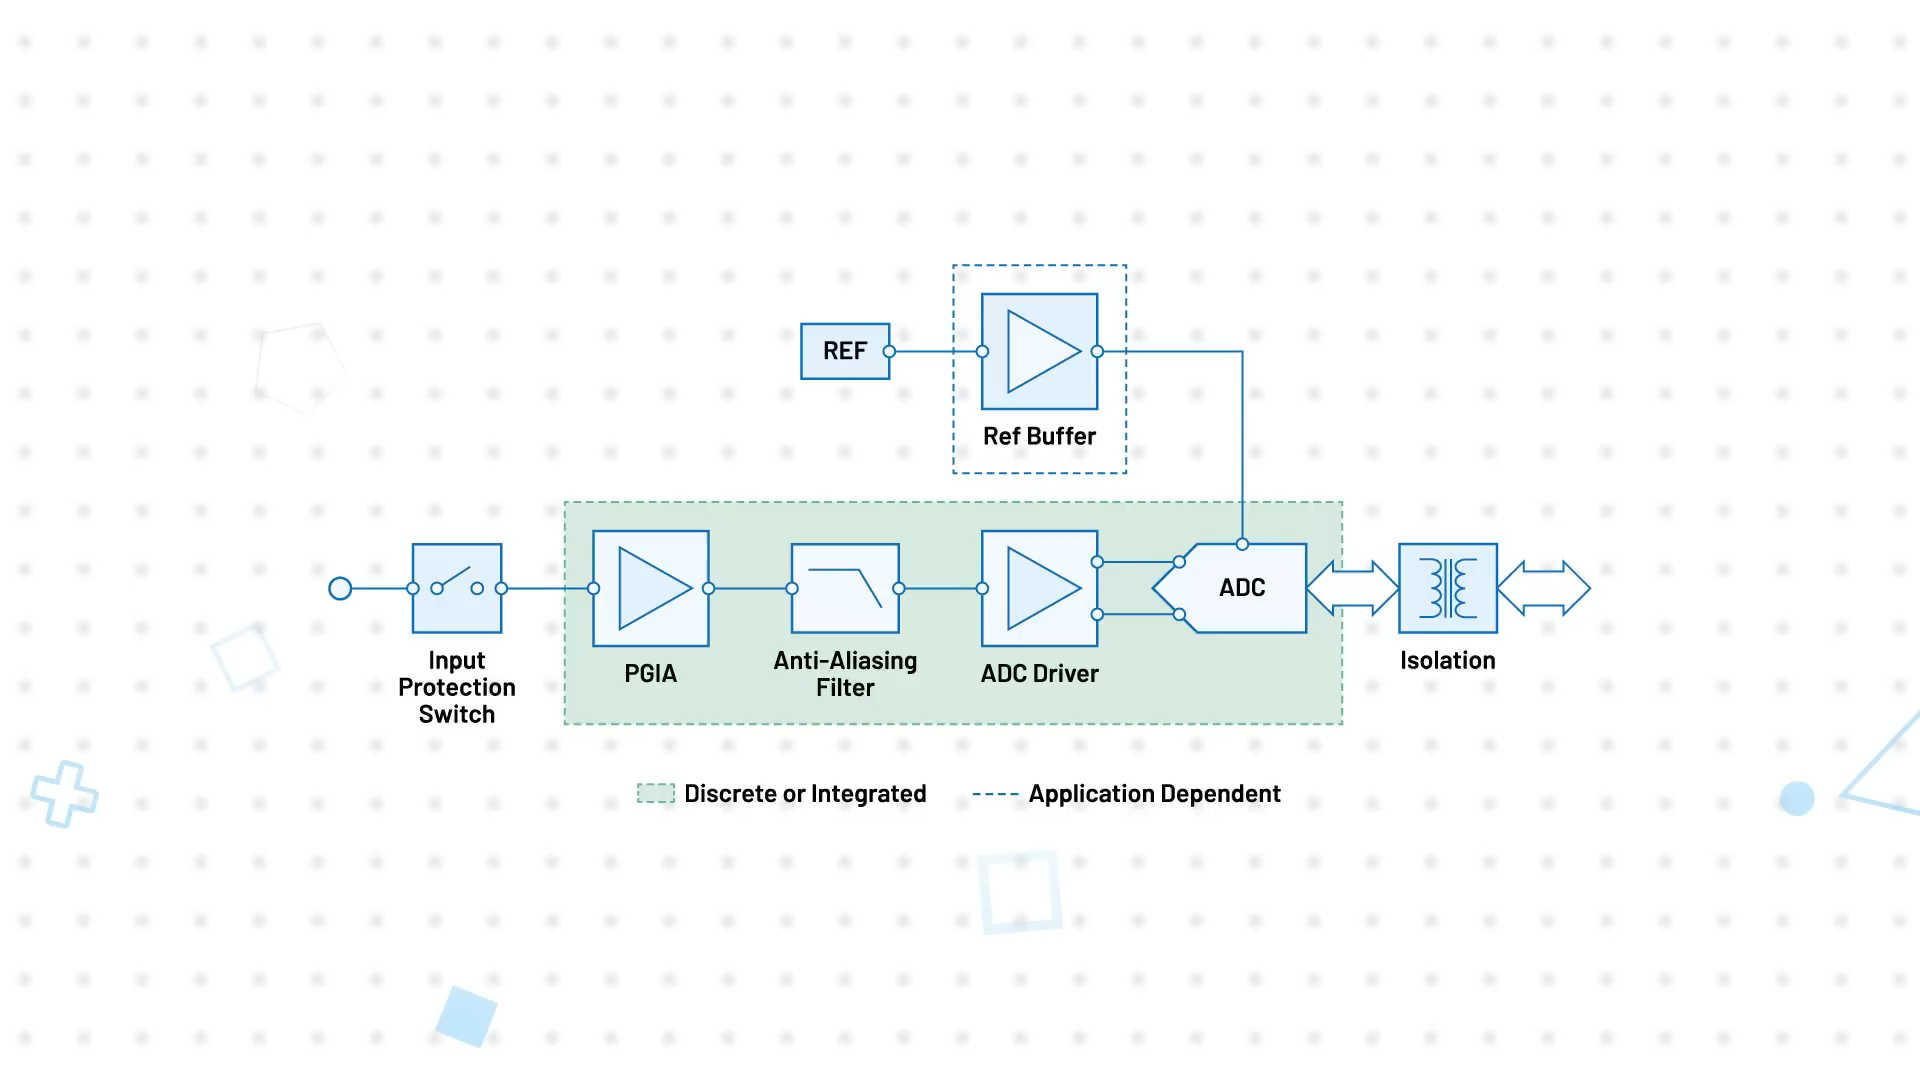 REF
Ref Buffer
ADC
Input
Protection
Switch
PGIA
Anti-Aliasing
Filter
ADC Driver
Isolation
Discrete or Integrated
Application Dependent